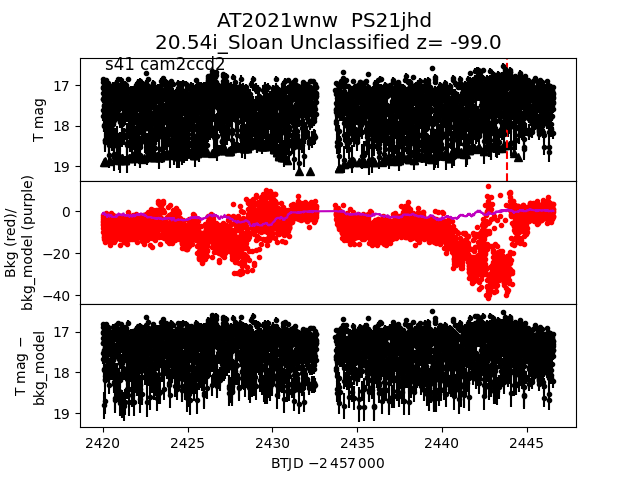 AT2021wnw  PS21jhd
20.54i_Sloan Unclassified z= -99.0
s41 cam2ccd2
T mag
17
18
19
Bkg (red)/
bkg_model (purple)
0
−20
−40
T mag −
bkg_model
17
18
19
2420
2425
2430
2435
2440
2445
BTJD −2 457 000